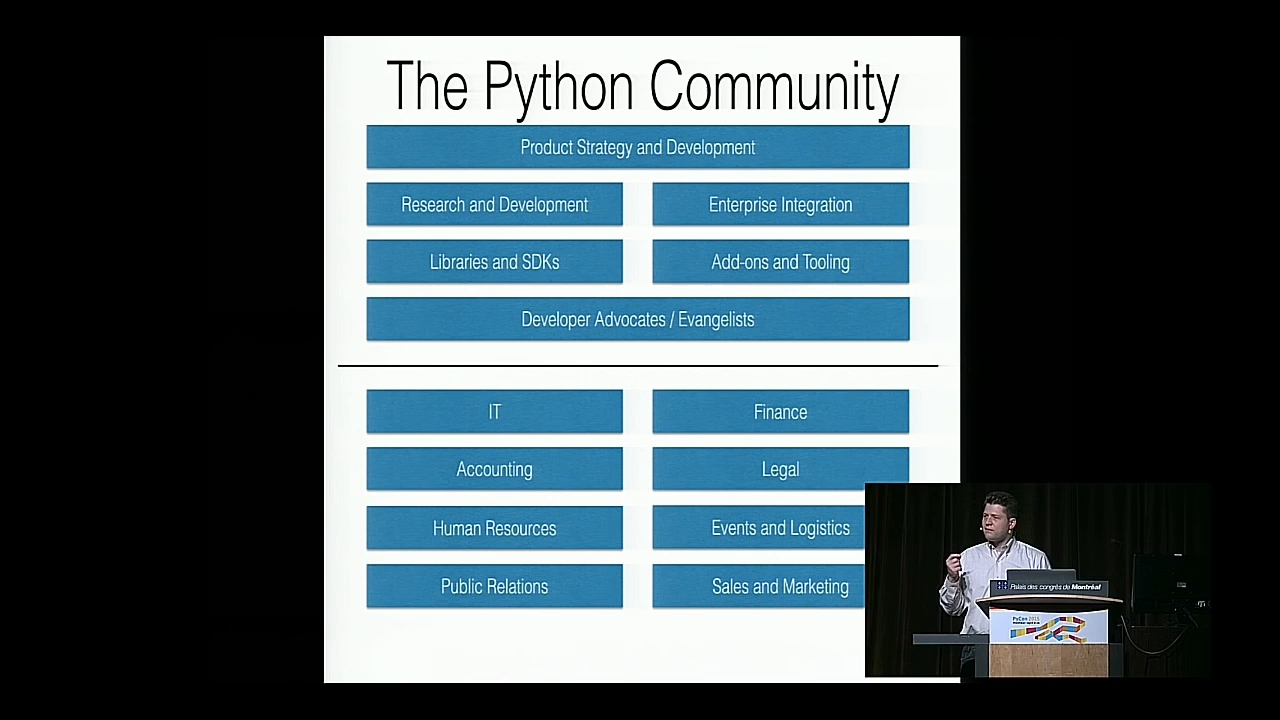 The Python Community
Product Strategy and Development
Research and Development
Enterprise Integration
Libraries and SDKs
Add-ons and Tooling
Developer Advocates / Evangelists
IT
Finance
Accounting
Legal
Human Resources
Events and Logistics
Public Relations
Sales and Marketing
Palais des congrès de Montréal
PyCon 2015